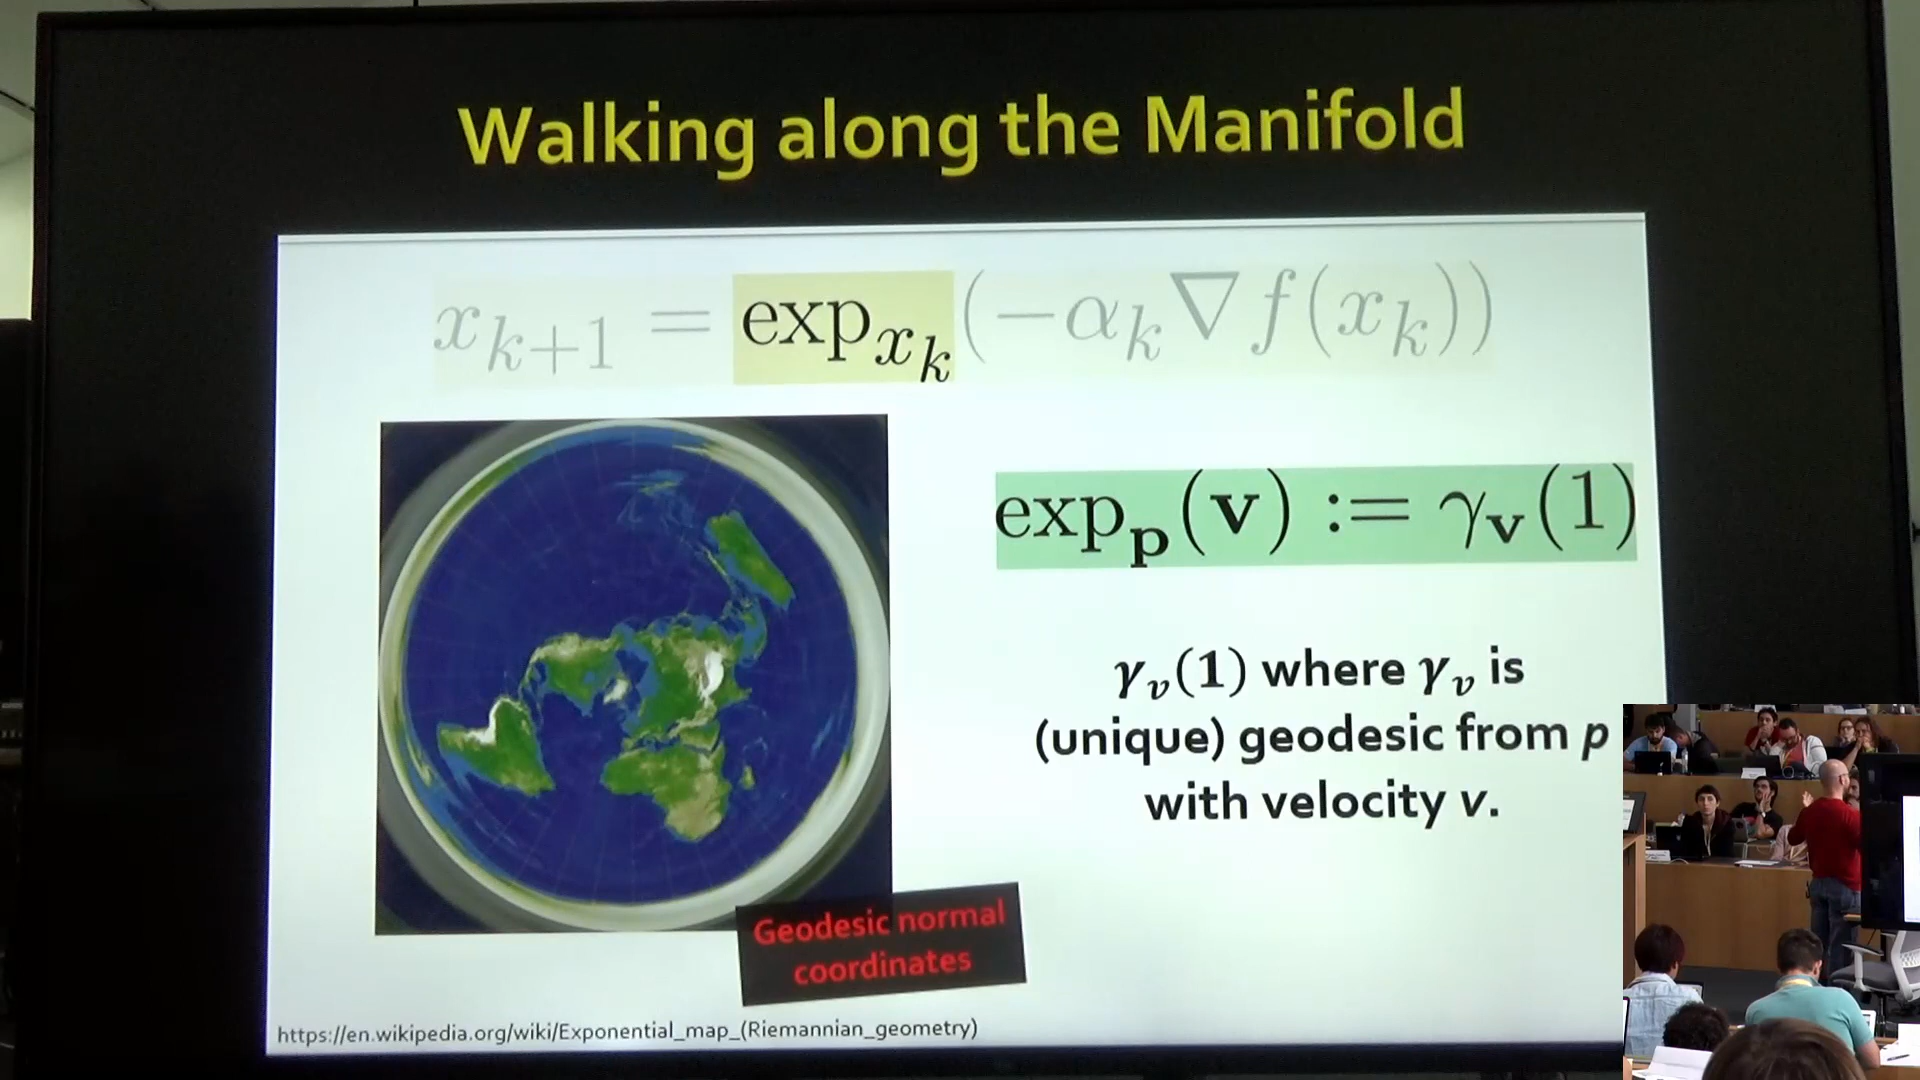 Walking along the Manifold
x_{k+1} = exp_{x_k}(−α_k∇f(x_k))
exp_p(v) := γ_v(1)
γ_v(1) where γ_v is
(unique) geodesic from p
with velocity v.
Geodesic normal
coordinates
https://en.wikipedia.org/wiki/Exponential_map_(Riemannian_geometry)